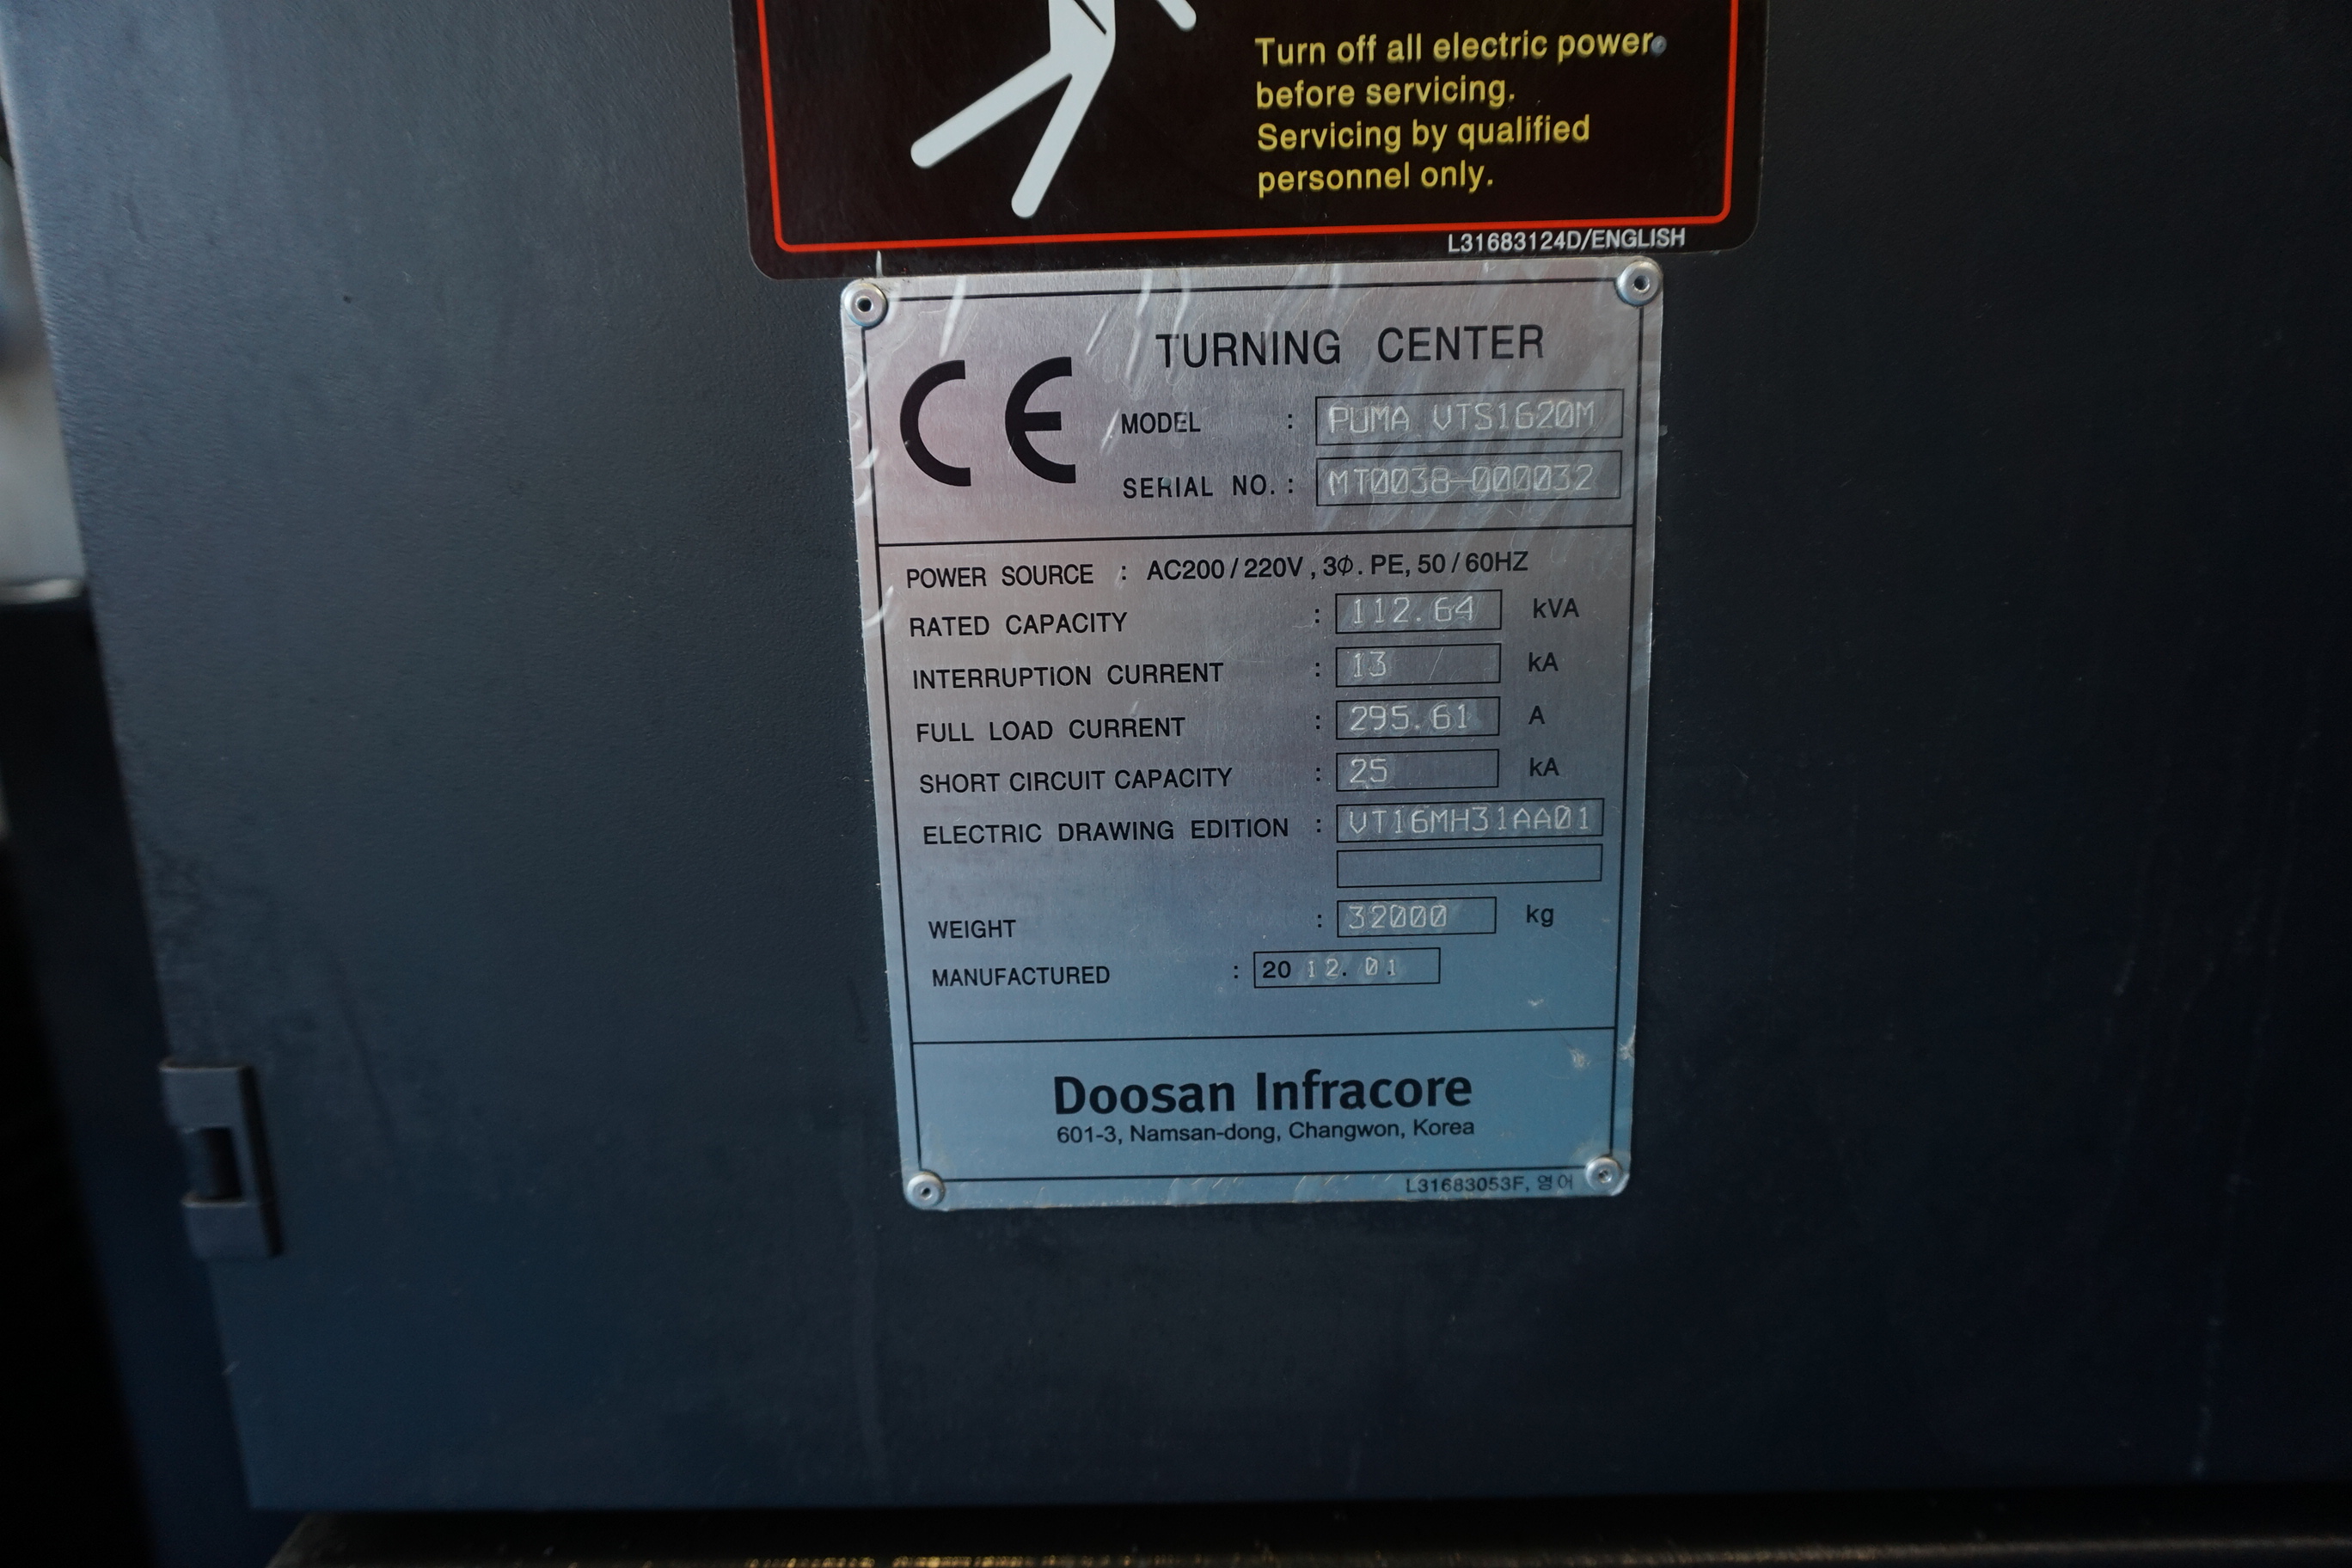 Turn off all electric power
before servicing.
Servicing by qualified
personnel only.
L31683124D/ENGLISH
CE
TURNING CENTER
MODEL : PUMA VTS1620M
SERIAL NO. : MT0038-000032
POWER SOURCE : AC200 / 220V , 3Φ . PE, 50 / 60HZ
RATED CAPACITY : 112.64 kVA
INTERRUPTION CURRENT : 13 kA
FULL LOAD CURRENT : 295.61 A
SHORT CIRCUIT CAPACITY : 25 kA
ELECTRIC DRAWING EDITION : VT16MH31AA01
WEIGHT : 32000 kg
MANUFACTURED : 20 12. 01
Doosan Infracore
601-3, Namsan-dong, Changwon, Korea
L31683053F, 영어